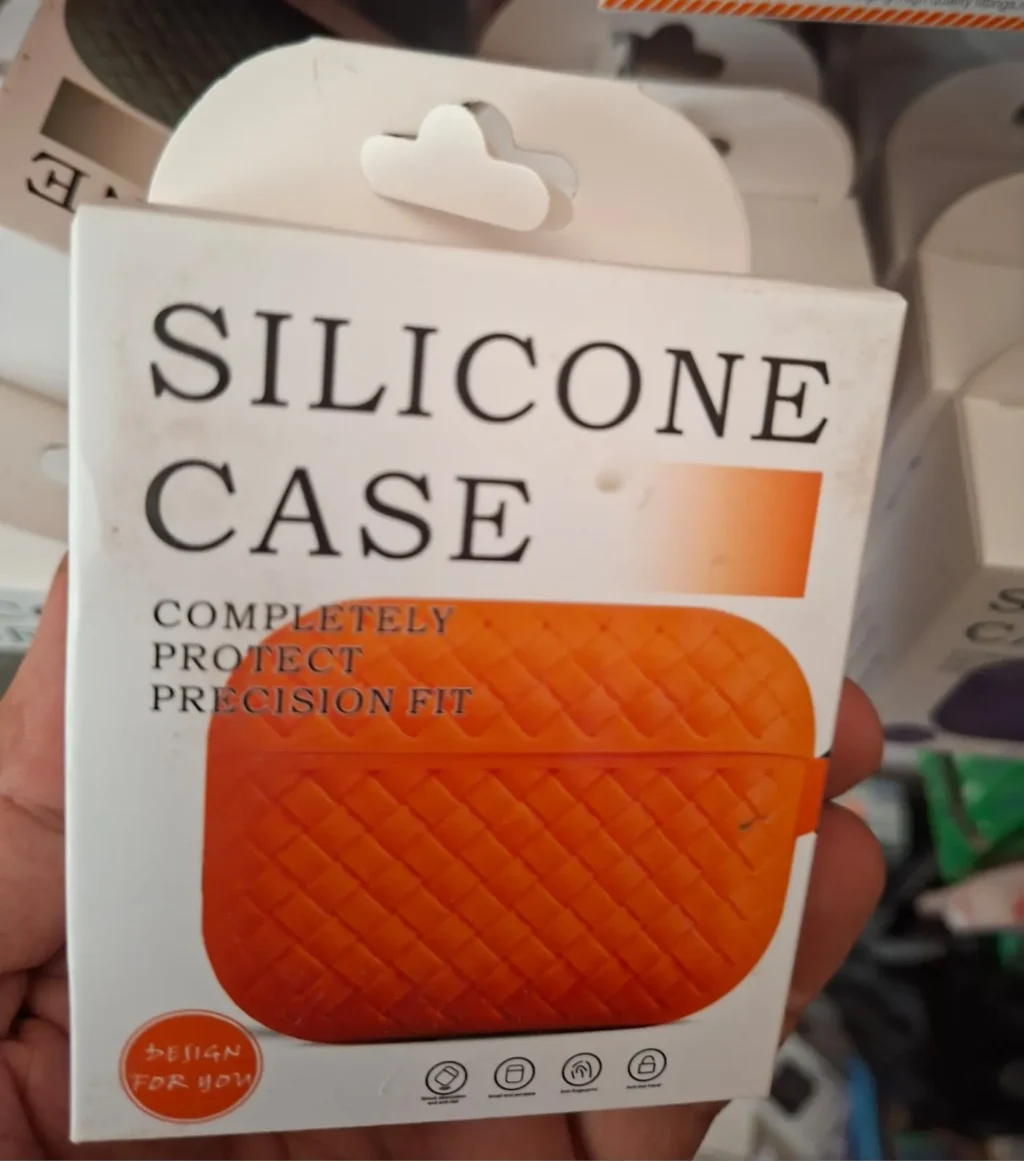 SILICONE
CASE
COMPLETELY
PROTECT
PRECISION FIT
DESIGN
FOR YOU